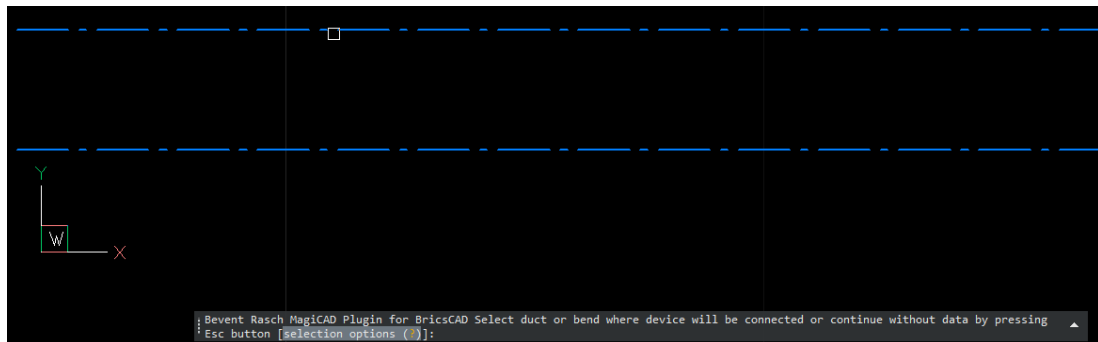 Y
W
X
Bevent Rasch MagiCAD Plugin for BricsCAD Select duct or bend where device will be connected or continue without data by pressing
Esc button [selection options (?)]: